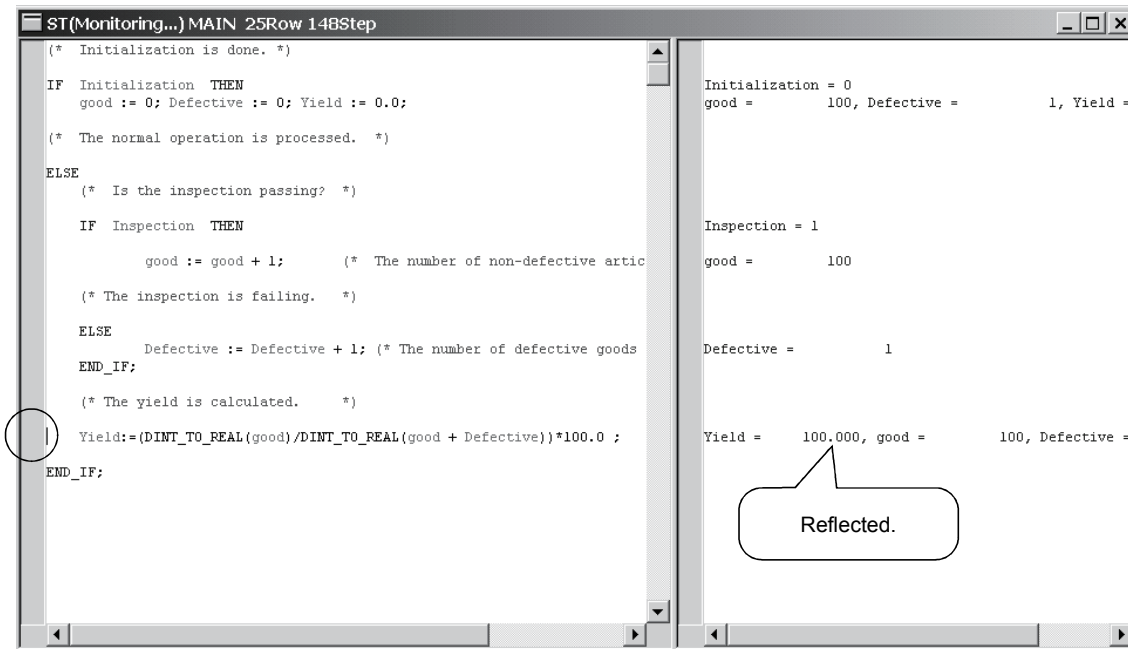 ST(Monitoring...) MAIN 25Row 148Step
(* Initialization is done. *)
IF Initialization THEN
good := 0; Defective := 0; Yield := 0.0;
(* The normal operation is processed. *)
ELSE
(* Is the inspection passing? *)
IF Inspection THEN
good := good + 1; (* The number of non-defective artic
(* The inspection is failing. *)
ELSE
Defective := Defective + 1; (* The number of defective goods
END_IF;
(* The yield is calculated. *)
Yield:=(DINT_TO_REAL(good)/DINT_TO_REAL(good + Defective))*100.0 ;
END_IF;
Initialization = 0
good = 100, Defective = 1, Yield =
Inspection = 1
good = 100
Defective = 1
Yield = 100.000, good = 100, Defective =
Reflected.